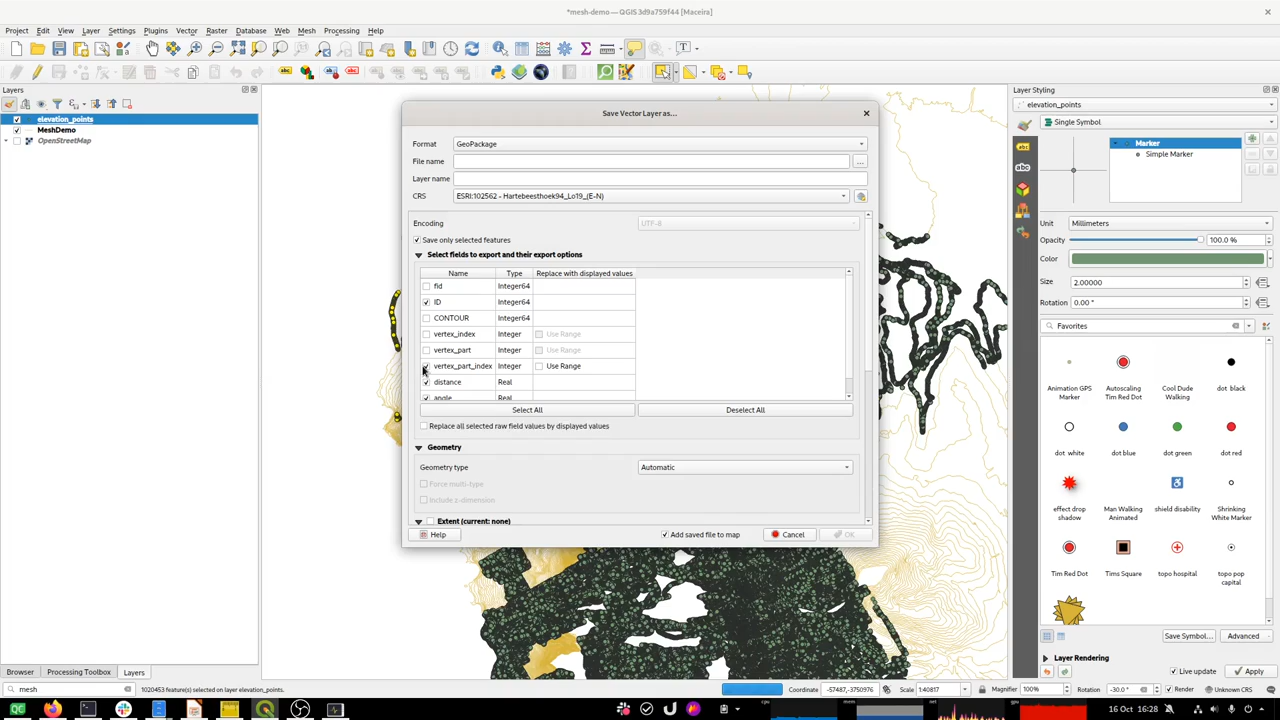 *mesh-demo — QGIS 3d9a759f44 [Maceira]
Project Edit View Layer Settings Plugins Vector Raster Database Web Mesh Processing Help
Layers
elevation_points
MeshDemo
OpenStreetMap
Browser Processing Toolbox Layers
mesh
1020453 feature(s) selected on layer elevation_points.
Save Vector Layer as...
Format GeoPackage
File name
Layer name
CRS ESRI:102562 - Hartebeesthoek94_Lo19_(E-N)
Encoding UTF-8
Save only selected features
Select fields to export and their export options
Name Type Replace with displayed values
fid Integer64
ID Integer64
CONTOUR Integer64
vertex_index Integer Use Range
vertex_part Integer Use Range
vertex_part_index Integer Use Range
distance Real
angle Real
Select All Deselect All
Replace all selected raw field values by displayed values
Geometry
Geometry type Automatic
Force multi-type
Include z-dimension
Extent (current: none)
Help Add saved file to map Cancel OK
Layer Styling
elevation_points
Single Symbol
Marker
Simple Marker
Unit Millimeters
Opacity 100.0 %
Color
Size 2.00000
Rotation 0.00 °
Favorites
Animation GPS Marker Autoscaling Tim Red Dot Cool Dude Walking dot black
dot white dot blue dot green dot red
effect drop shadow Man Walking Animated shield disability Shrinking White Marker
Tim Red Dot Tims Square topo hospital topo pop capital
Save Symbol... Advanced
Layer Rendering
Live update Apply
Coordinate -57487,-3750976 Scale 1:40817 Magnifier 100% Rotation -30.0 ° Render Unknown CRS
cpu mem
16 Oct 16:28